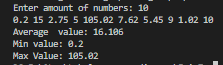 Enter amount of numbers: 10
0.2 15 2.75 5 105.02 7.62 5.45 9 1.02 10
Average  value: 16.106
Min value: 0.2
Max Value: 105.02